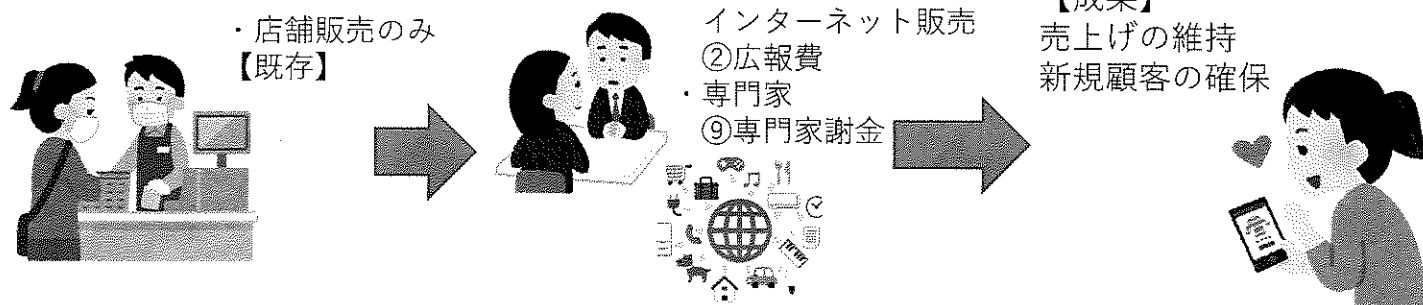 ・店舗販売のみ
【既存】
インターネット販売
②広報費
・専門家
⑨専門家謝金
【成果】
売上げの維持
新規顧客の確保